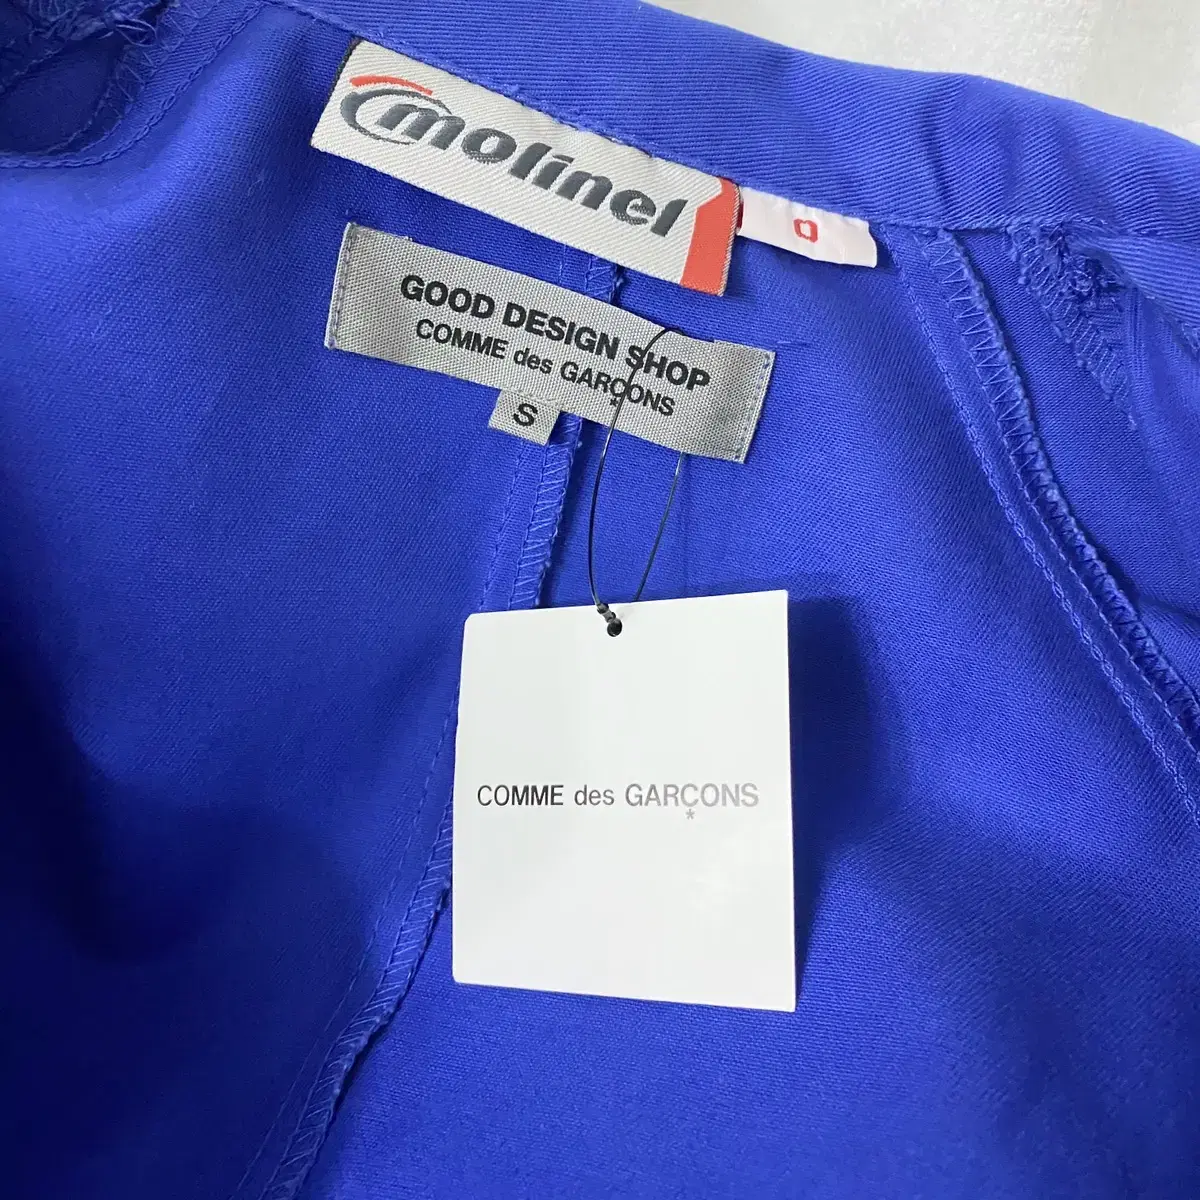 molinel
0
GOOD DESIGN SHOP
COMME des GARÇONS
S
COMME des GARÇONS
*